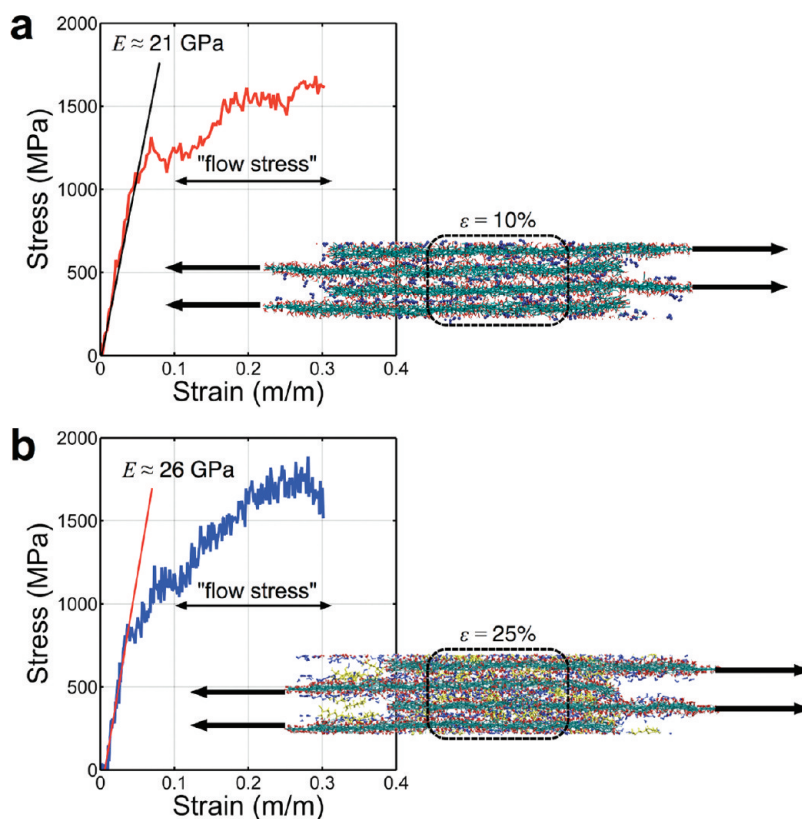 a
2000
E ≈ 21 GPa
1500
"flow stress"
1000
ε = 10%
500
0
0 0.1 0.2 0.3 0.4
Stress (MPa)
Strain (m/m)
b
2000
E ≈ 26 GPa
1500
"flow stress"
1000
ε = 25%
500
0
0 0.1 0.2 0.3 0.4
Stress (MPa)
Strain (m/m)